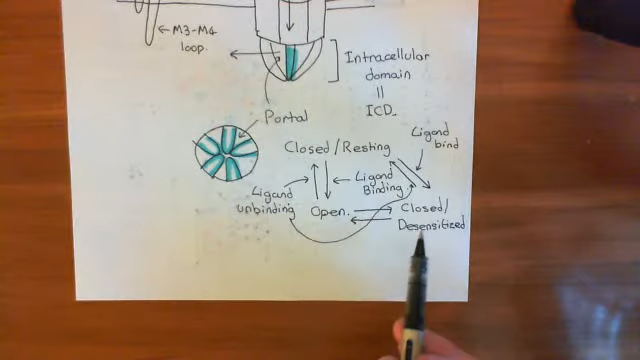 M3-M4
loop.
Intracellular
domain
=
ICD.
Portal
Ligand
bind
Closed/Resting
Ligand
Binding
Ligand
unbinding
Open.
Closed/
Desensitized